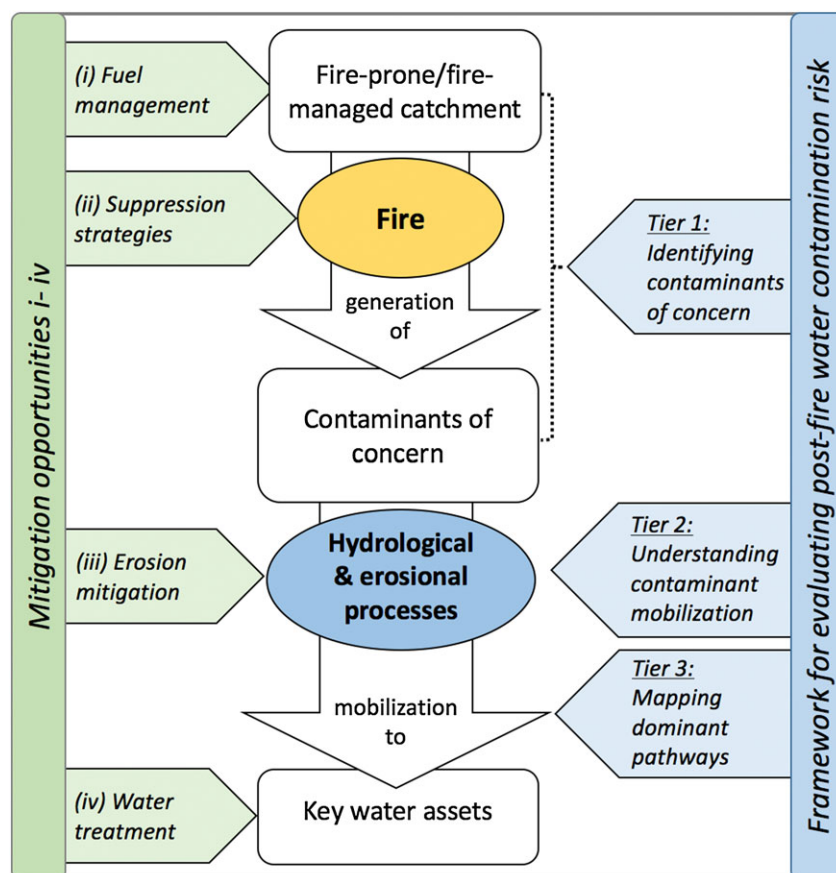 Mitigation opportunities i- iv
(i) Fuel
management
Fire-prone/fire-
managed catchment
(ii) Suppression
strategies
Fire
generation
of
Tier 1:
Identifying
contaminants
of concern
Contaminants of
concern
(iii) Erosion
mitigation
Hydrological
& erosional
processes
Tier 2:
Understanding
contaminant
mobilization
mobilization
to
Tier 3:
Mapping
dominant
pathways
(iv) Water
treatment
Key water assets
Framework for evaluating post-fire water contamination risk